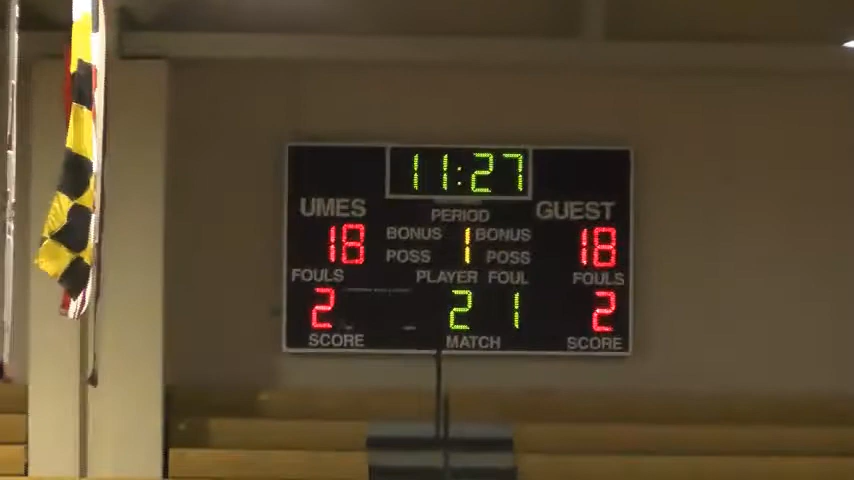 11:27
UMES PERIOD GUEST
18 BONUS 1 BONUS 18
POSS POSS
FOULS PLAYER FOUL FOULS
2 2 1 2
SCORE MATCH SCORE